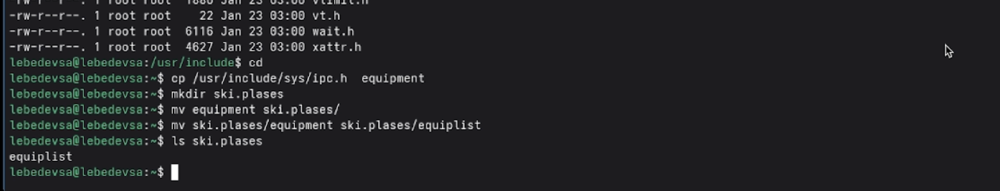 -rw-r--r--. 1 root root  1880 Jan 23 03:00 vlimit.h
-rw-r--r--. 1 root root    22 Jan 23 03:00 vt.h
-rw-r--r--. 1 root root  6116 Jan 23 03:00 wait.h
-rw-r--r--. 1 root root  4627 Jan 23 03:00 xattr.h
lebedevsa@lebedevsa:/usr/include$ cd
lebedevsa@lebedevsa:~$ cp /usr/include/sys/ipc.h  equipment
lebedevsa@lebedevsa:~$ mkdir ski.plases
lebedevsa@lebedevsa:~$ mv equipment ski.plases/
lebedevsa@lebedevsa:~$ mv ski.plases/equipment ski.plases/equiplist
lebedevsa@lebedevsa:~$ ls ski.plases
equiplist
lebedevsa@lebedevsa:~$